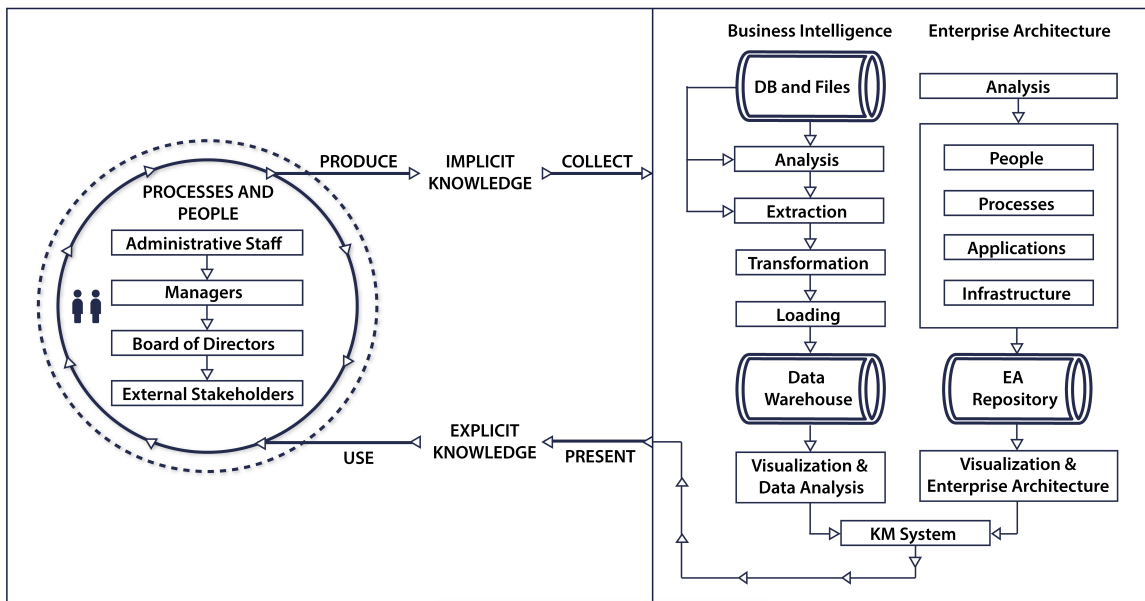 Business Intelligence
Enterprise Architecture
DB and Files
Analysis
Extraction
Transformation
Loading
Data
Warehouse
Visualization &
Data Analysis
Analysis
People
Processes
Applications
Infrastructure
EA
Repository
Visualization &
Enterprise Architecture
KM System
PRODUCE
IMPLICIT
KNOWLEDGE
COLLECT
PROCESSES AND
PEOPLE
Administrative Staff
Managers
Board of Directors
External Stakeholders
USE
EXPLICIT
KNOWLEDGE
PRESENT